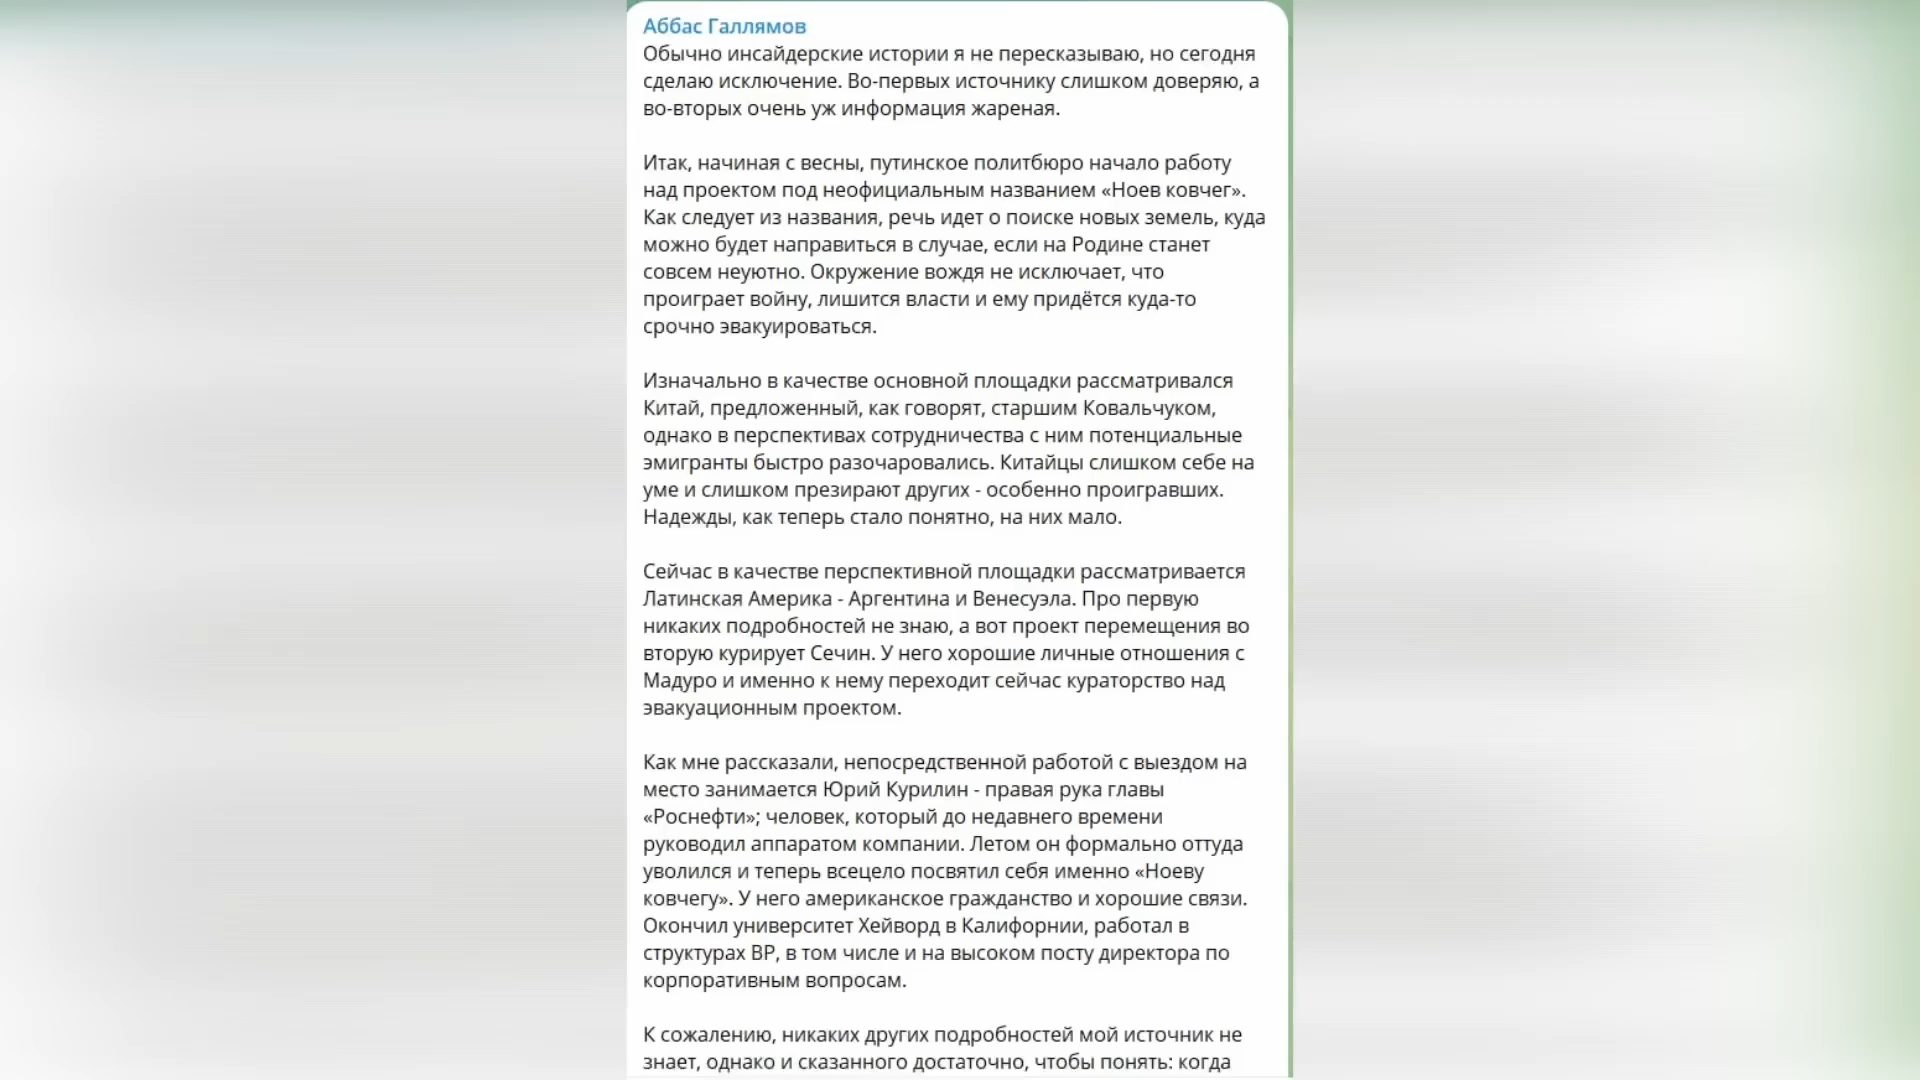 Аббас Галлямов
Обычно инсайдерские истории я не пересказываю, но сегодня
сделаю исключение. Во-первых источнику слишком доверяю, а
во-вторых очень уж информация жареная.
Итак, начиная с весны, путинское политбюро начало работу
над проектом под неофициальным названием «Ноев ковчег».
Как следует из названия, речь идет о поиске новых земель, куда
можно будет направиться в случае, если на Родине станет
совсем неуютно. Окружение вождя не исключает, что
проиграет войну, лишится власти и ему придётся куда-то
срочно эвакуироваться.
Изначально в качестве основной площадки рассматривался
Китай, предложенный, как говорят, старшим Ковальчуком,
однако в перспективах сотрудничества с ним потенциальные
эмигранты быстро разочаровались. Китайцы слишком себе на
уме и слишком презирают других - особенно проигравших.
Надежды, как теперь стало понятно, на них мало.
Сейчас в качестве перспективной площадки рассматривается
Латинская Америка - Аргентина и Венесуэла. Про первую
никаких подробностей не знаю, а вот проект перемещения во
вторую курирует Сечин. У него хорошие личные отношения с
Мадуро и именно к нему переходит сейчас кураторство над
эвакуационным проектом.
Как мне рассказали, непосредственной работой с выездом на
место занимается Юрий Курилин - правая рука главы
«Роснефти»; человек, который до недавнего времени
руководил аппаратом компании. Летом он формально оттуда
уволился и теперь всецело посвятил себя именно «Ноеву
ковчегу». У него американское гражданство и хорошие связи.
Окончил университет Хейворд в Калифорнии, работал в
структурах BP, в том числе и на высоком посту директора по
корпоративным вопросам.
К сожалению, никаких других подробностей мой источник не
знает, однако и сказанного достаточно, чтобы понять: когда